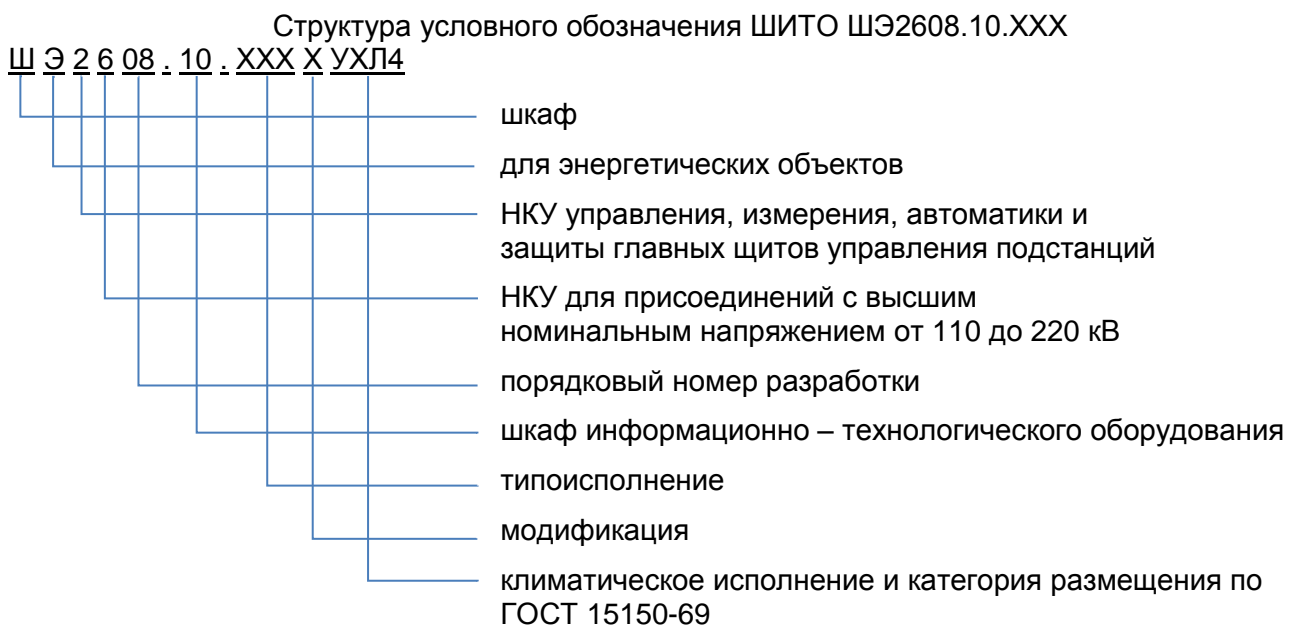 Структура условного обозначения ШИТО ШЭ2608.10.ХХХ
Ш Э 2 6 08 . 10 . ХХХ Х УХЛ4
шкаф
для энергетических объектов
НКУ управления, измерения, автоматики и
защиты главных щитов управления подстанций
НКУ для присоединений с высшим
номинальным напряжением от 110 до 220 кВ
порядковый номер разработки
шкаф информационно – технологического оборудования
типоисполнение
модификация
климатическое исполнение и категория размещения по
ГОСТ 15150-69